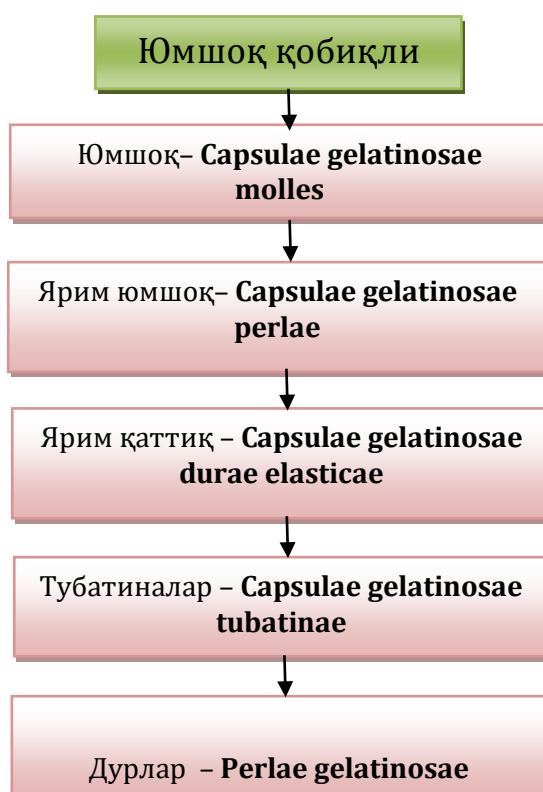 Юмшоқ қобиқли
Юмшоқ– Capsulae gelatinosae
molles
Ярим юмшоқ– Capsulae gelatinosae
perlae
Ярим қаттиқ – Capsulae gelatinosae
durae elasticae
Тубатиналар – Capsulae gelatinosae
tubatinae
Дурлар – Perlae gelatinosae